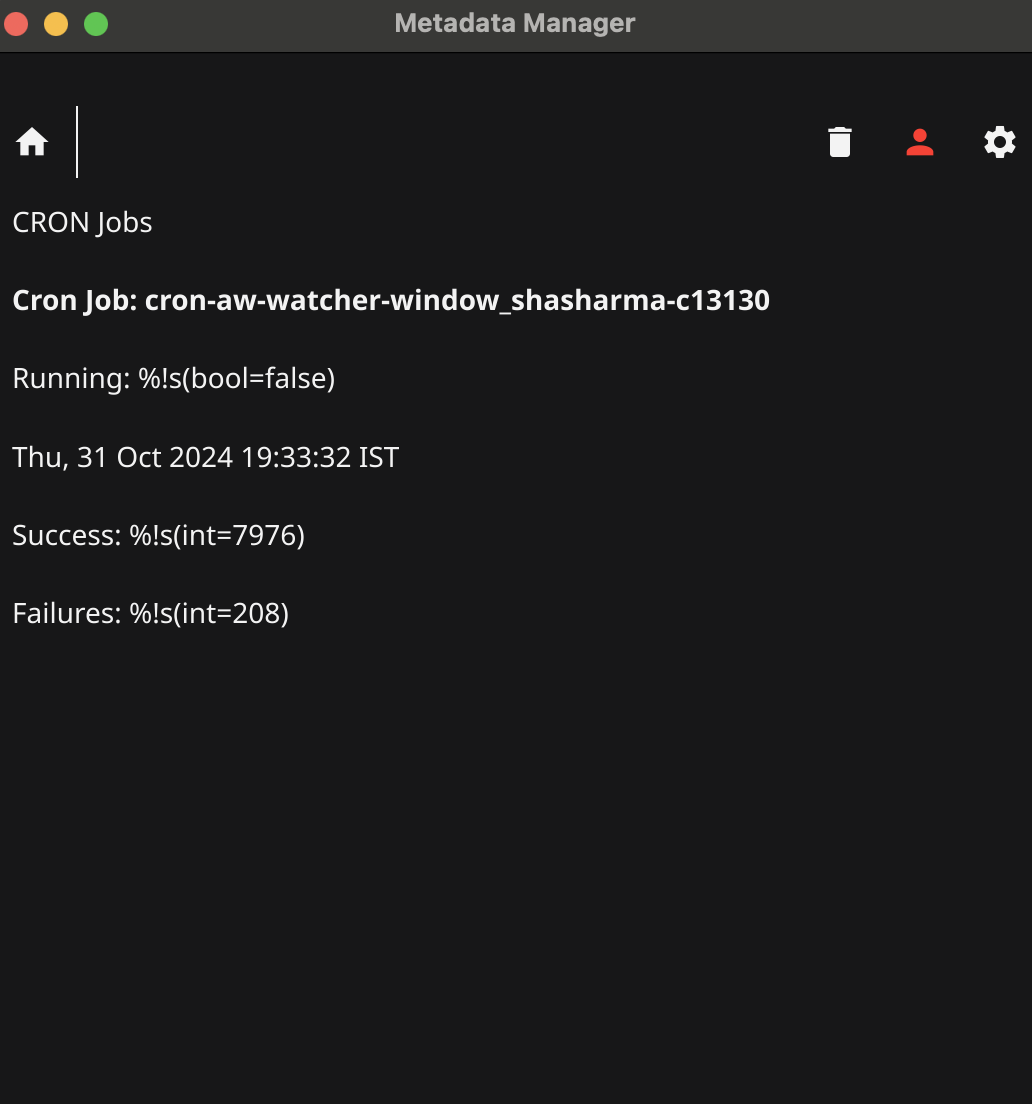 Metadata Manager
CRON Jobs
Cron Job: cron-aw-watcher-window_shasharma-c13130
Running: %!s(bool=false)
Thu, 31 Oct 2024 19:33:32 IST
Success: %!s(int=7976)
Failures: %!s(int=208)